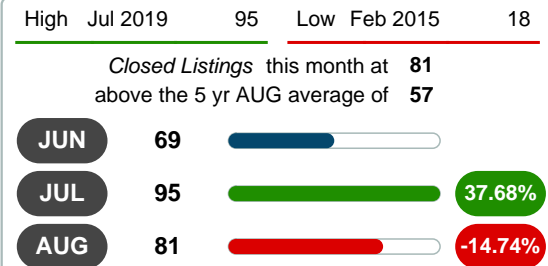 High Jul 2019 95 Low Feb 2015 18
Closed Listings this month at 81
above the 5 yr AUG average of 57
JUN 69
JUL 95 37.68%
AUG 81 -14.74%